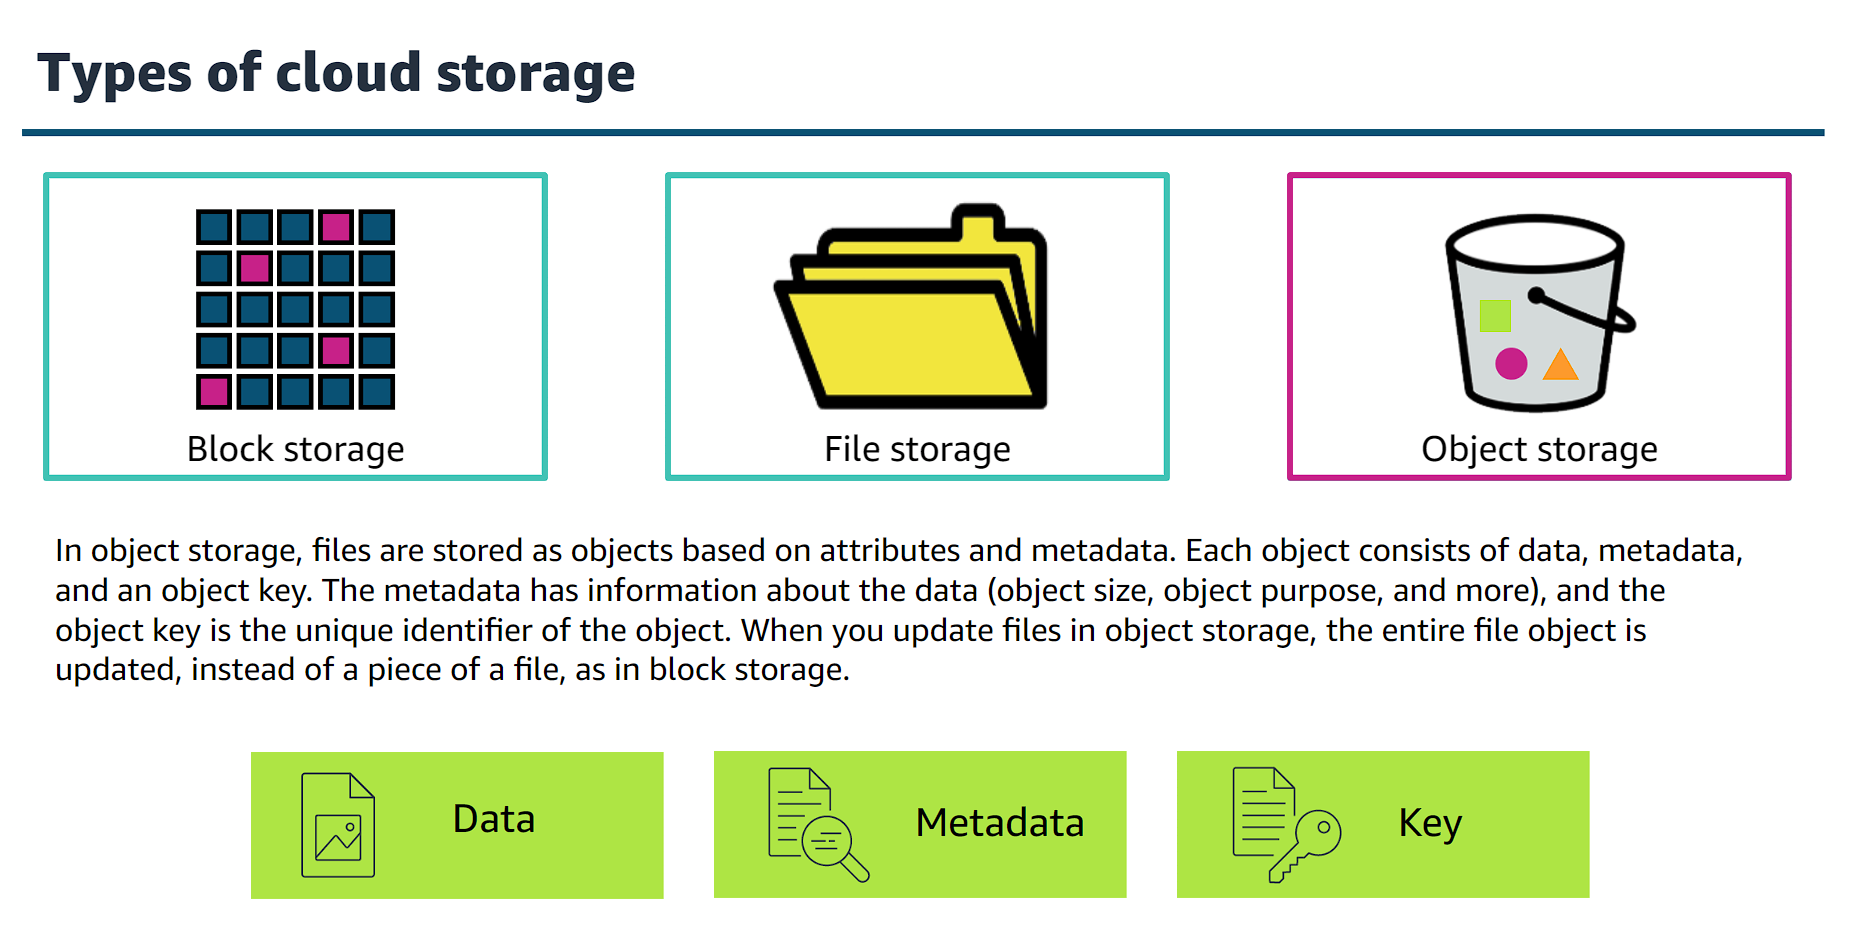 Types of cloud storage
Block storage
File storage
Object storage
In object storage, files are stored as objects based on attributes and metadata. Each object consists of data, metadata,
and an object key. The metadata has information about the data (object size, object purpose, and more), and the
object key is the unique identifier of the object. When you update files in object storage, the entire file object is
updated, instead of a piece of a file, as in block storage.
Data
Metadata
Key